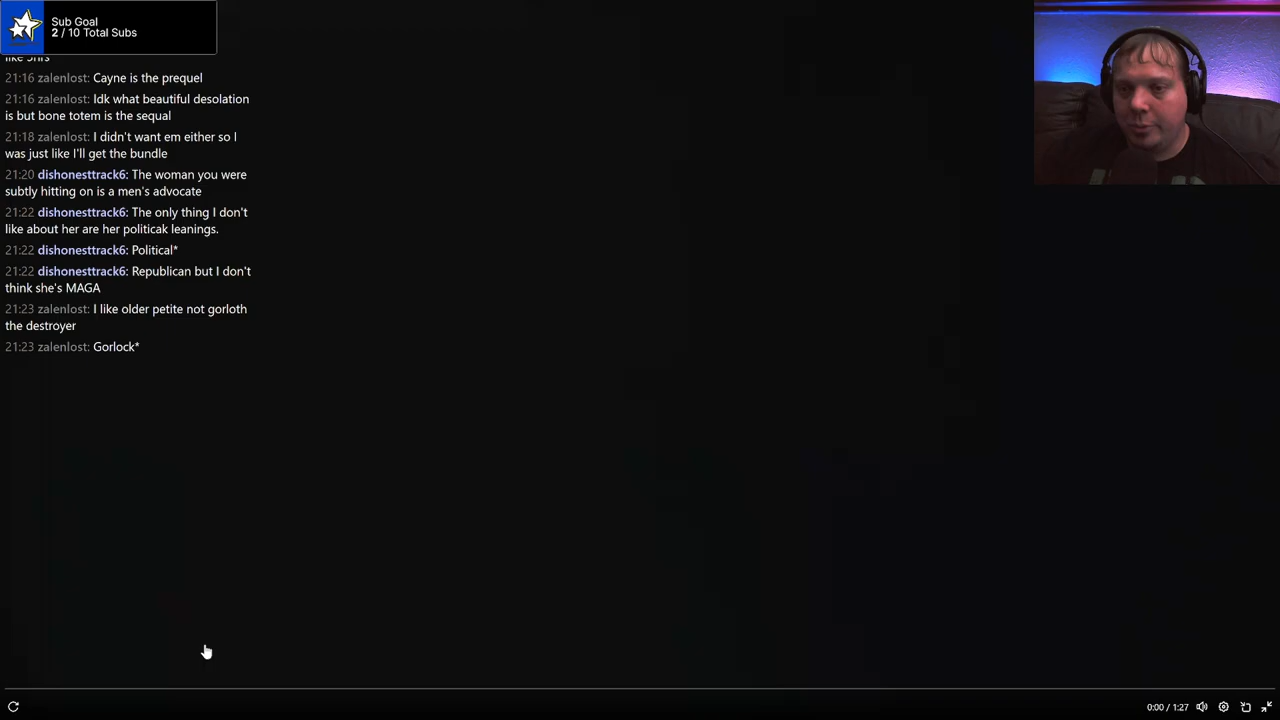 Sub Goal
2 / 10 Total Subs
like 5hrs
21:16 zalenlost: Cayne is the prequel
21:16 zalenlost: Idk what beautiful desolation
is but bone totem is the sequal
21:18 zalenlost: I didn't want em either so I
was just like I'll get the bundle
21:20 dishonesttrack6: The woman you were
subtly hitting on is a men's advocate
21:22 dishonesttrack6: The only thing I don't
like about her are her politicak leanings.
21:22 dishonesttrack6: Political*
21:22 dishonesttrack6: Republican but I don't
think she's MAGA
21:23 zalenlost: I like older petite not gorloth
the destroyer
21:23 zalenlost: Gorlock*
0:00 / 1:27